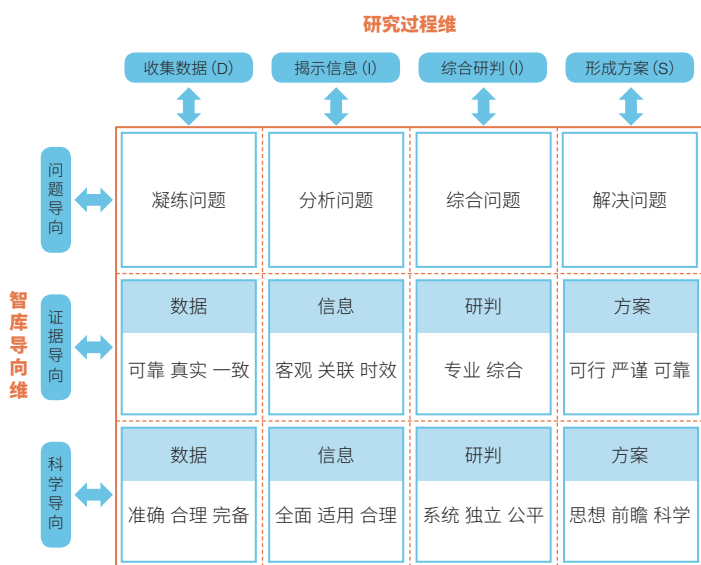 研究过程维
收集数据(D) 揭示信息(I) 综合研判(I) 形成方案(S)
智库导向维
问题导向
凝练问题 分析问题 综合问题 解决问题
证据导向
数据 信息 研判 方案
可靠 真实 一致 客观 关联 时效 专业 综合 可行 严谨 可靠
科学导向
数据 信息 研判 方案
准确 合理 完备 全面 适用 合理 系统 独立 公平 思想 前瞻 科学